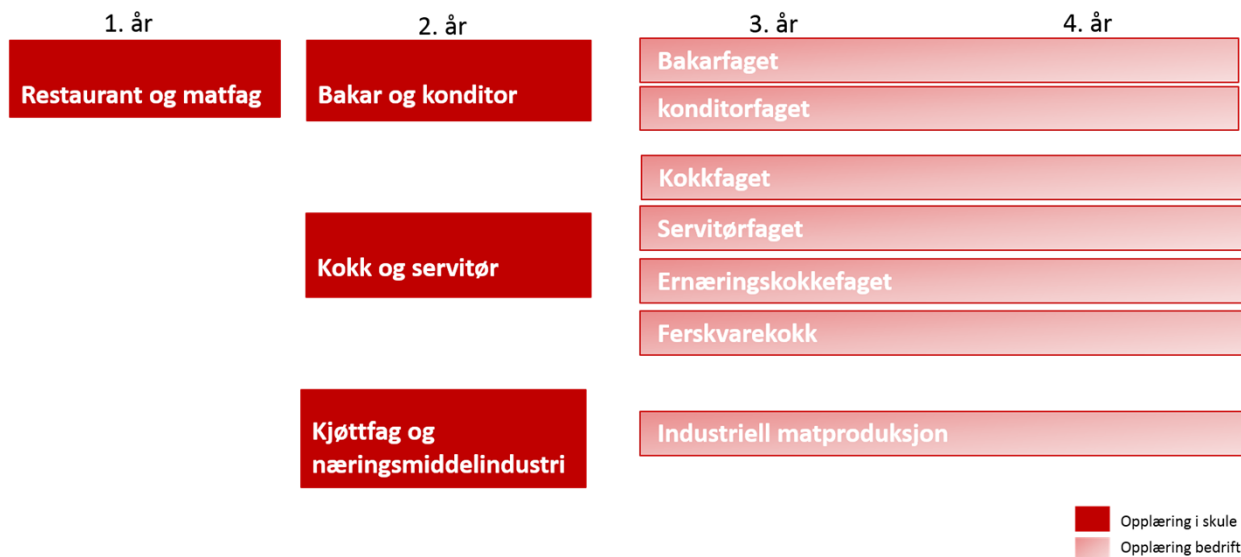 1. år
2. år
3. år
4. år
Restaurant og matfag
Bakar og konditor
Bakarfaget
konditorfaget
Kokkfaget
Kokk og servitør
Servitørfaget
Ernæringskokkefaget
Ferskvarekokk
Kjøttfag og
næringsmiddelindustri
Industriell matproduksjon
Opplæring i skule
Opplæring bedrift